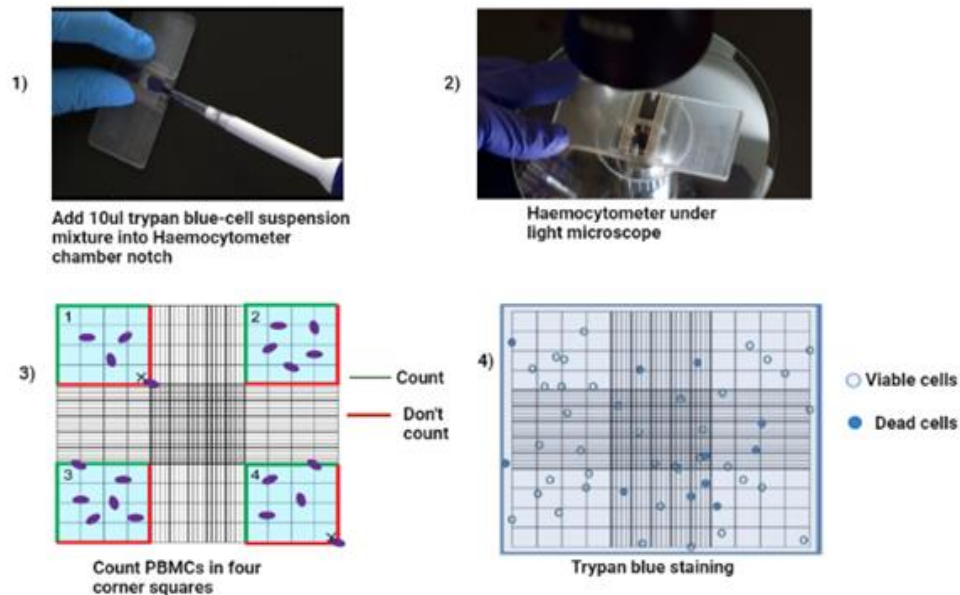 1)
2)
Add 10ul trypan blue-cell suspension
mixture into Haemocytometer
chamber notch
Haemocytometer under
light microscope
3)
1
2
3
4
X
X
Count
Don't
count
Count PBMCs in four
corner squares
4)
Viable cells
Dead cells
Trypan blue staining